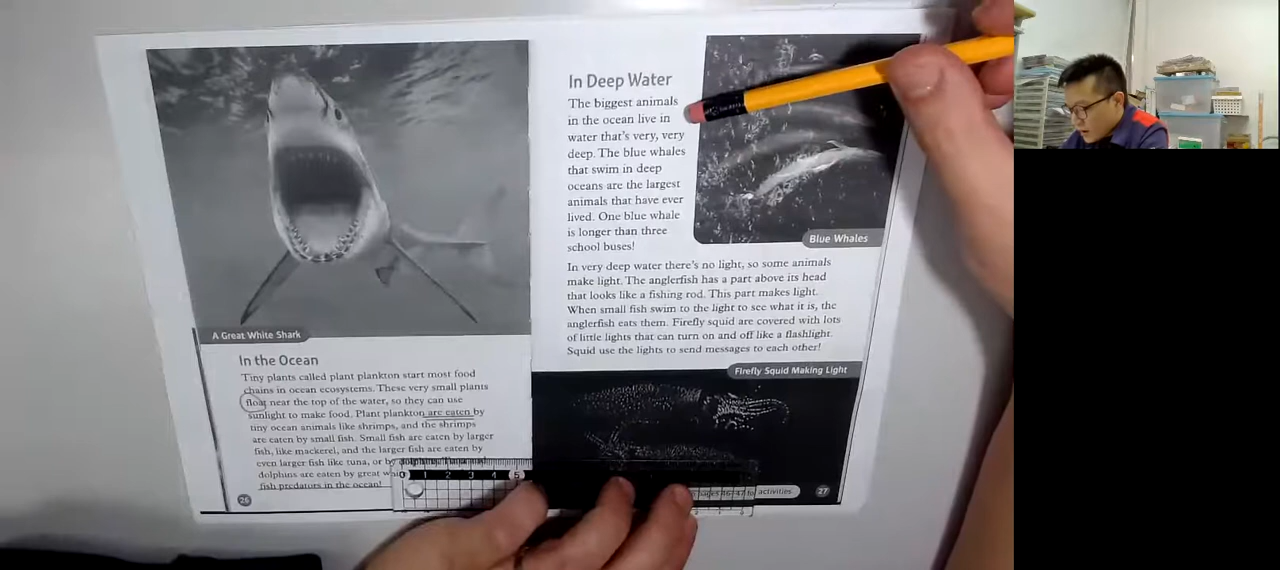 A Great White Shark
In the Ocean
Tiny plants called plant plankton start most food
chains in ocean ecosystems. These very small plants
float near the top of the water, so they can use
sunlight to make food. Plant plankton are eaten by
tiny ocean animals like shrimps, and the shrimps
are eaten by small fish. Small fish are eaten by larger
fish, like mackerel, and the larger fish are eaten by
even larger fish like tuna, or by dolphins.
dolphins are eaten by great
fish predators in the ocean!
26
0 1 2 3 4 5
In Deep Water
The biggest animals
in the ocean live in
water that's very, very
deep. The blue whales
that swim in deep
oceans are the largest
animals that have ever
lived. One blue whale
is longer than three
school buses!
Blue Whales
In very deep water there's no light, so some animals
make light. The anglerfish has a part above its head
that looks like a fishing rod. This part makes light.
When small fish swim to the light to see what it is, the
anglerfish eats them. Firefly squid are covered with lots
of little lights that can turn on and off like a flashlight.
Squid use the lights to send messages to each other!
Firefly Squid Making Light
activities
27